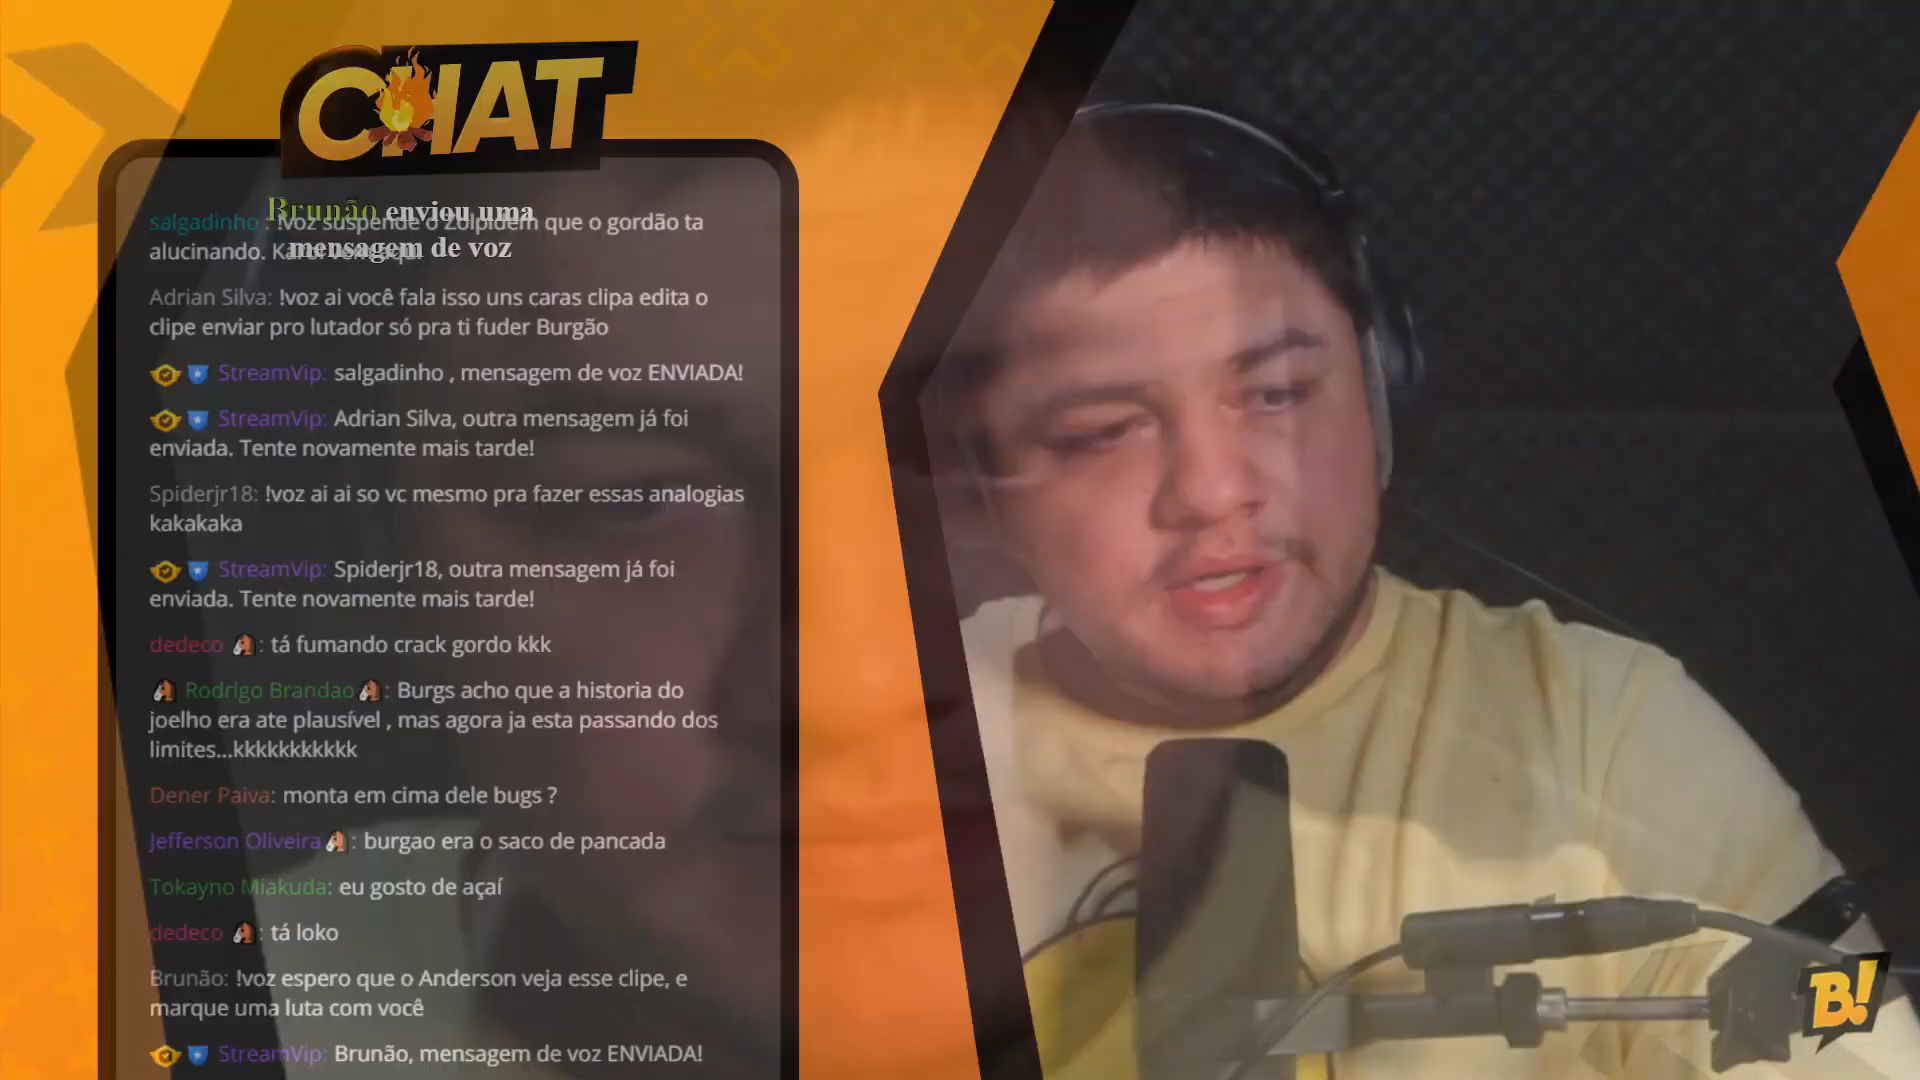 CHAT
Brunão enviou uma
mensagem de voz
salgadinho : !voz suspende o Zolpidem que o gordão ta
alucinando. Karol vem aqui
Adrian Silva: !voz ai você fala isso uns caras clipa edita o
clipe enviar pro lutador só pra ti fuder Burgão
StreamVip: salgadinho , mensagem de voz ENVIADA!
StreamVip: Adrian Silva, outra mensagem já foi
enviada. Tente novamente mais tarde!
Spiderjr18: !voz ai ai so vc mesmo pra fazer essas analogias
kakakaka
StreamVip: Spiderjr18, outra mensagem já foi
enviada. Tente novamente mais tarde!
dedeco : tá fumando crack gordo kkk
Rodrigo Brandao : Burgs acho que a historia do
joelho era ate plausível , mas agora ja esta passando dos
limites...kkkkkkkkkkk
Dener Paiva: monta em cima dele bugs ?
Jefferson Oliveira : burgao era o saco de pancada
Tokayno Miakuda: eu gosto de açaí
dedeco : tá loko
Brunão: !voz espero que o Anderson veja esse clipe, e
marque uma luta com você
StreamVip: Brunão, mensagem de voz ENVIADA!
B!